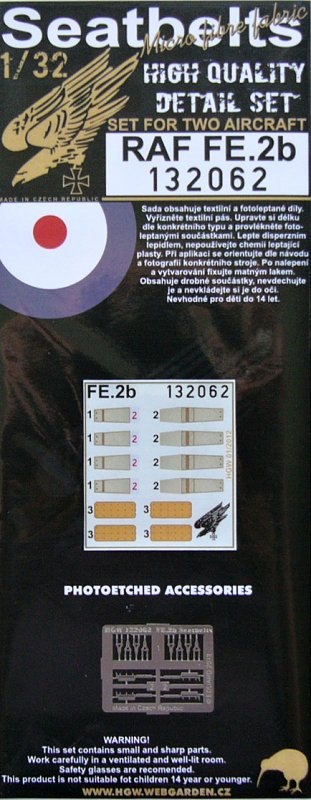 Seatbelts
Micro fibre fabric
1/32
HIGH QUALITY
DETAIL SET
SET FOR TWO AIRCRAFT
RAF FE.2b
132062
MADE IN CZECH REPUBLIC
Sada obsahuje textilní a fotoleptané díly.
Vyřízněte textilní pás. Upravte si délku
dle konkrétního typu a provlékněte foto-
leptanými součástkami. Lepte disperzním
lepidlem, nepoužívejte chemii leptající
plasty. Při aplikaci se orientujte dle návodu
a fotografií konkrétního stroje. Po nalepení
a vytvarování fixujte matným lakem.
Obsahuje drobné součástky, nevdechujte
je a nevkládejte si je do očí.
Nevhodné pro děti do 14 let.
FE.2b 132062
1 2 2
1 2 2
1 2 2
1 2 2
3 3
3 3
HGW 01/2012
PHOTOETCHED ACCESSORIES
HGW 132062 FE.2b Seatbelts
1
Made in Czech Republic
WARNING!
This set contains small and sharp parts.
Work carefully in a ventilated and well-lit room.
Safety glasses are recomended.
This product is not suitable fot children 14 year or younger.
WWW.HGW.WEBGARDEN.CZ